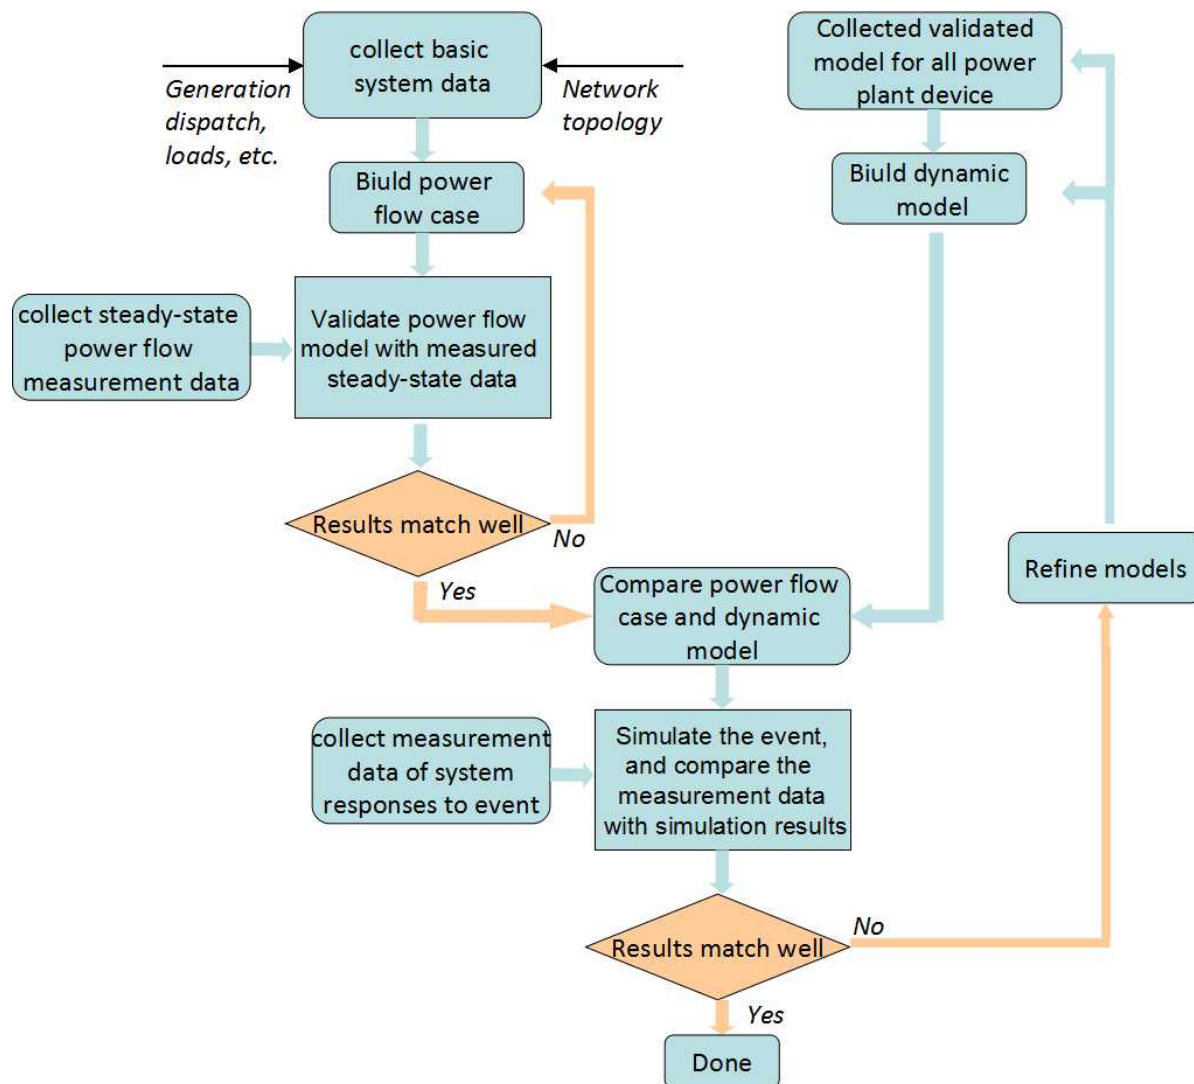 collect basic
system data
Generation
dispatch,
loads, etc.
Network
topology
Biuld power
flow case
collect steady-state
power flow
measurement data
Validate power flow
model with measured
steady-state data
Results match well
No
Yes
Collected validated
model for all power
plant device
Biuld dynamic
model
Refine models
Compare power flow
case and dynamic
model
collect measurement
data of system
responses to event
Simulate the event,
and compare the
measurement data
with simulation results
Results match well
No
Yes
Done